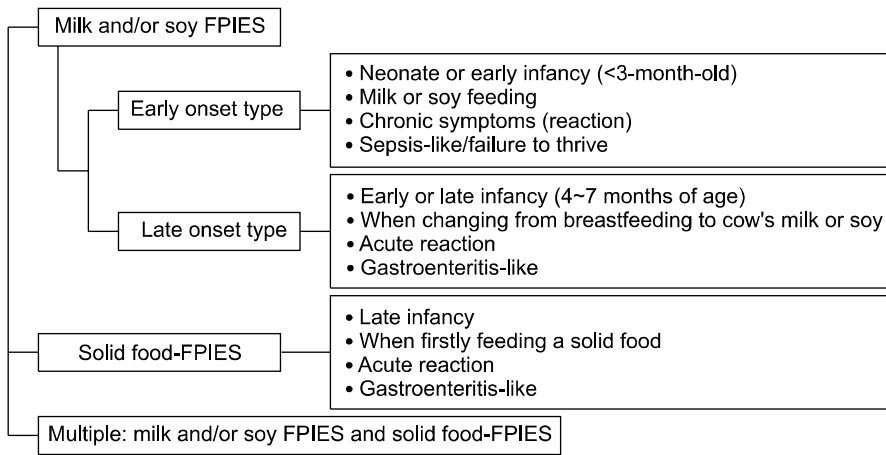 Milk and/or soy FPIES
Early onset type
• Neonate or early infancy (<3-month-old)
• Milk or soy feeding
• Chronic symptoms (reaction)
• Sepsis-like/failure to thrive
Late onset type
• Early or late infancy (4~7 months of age)
• When changing from breastfeeding to cow's milk or soy
• Acute reaction
• Gastroenteritis-like
Solid food-FPIES
• Late infancy
• When firstly feeding a solid food
• Acute reaction
• Gastroenteritis-like
Multiple: milk and/or soy FPIES and solid food-FPIES